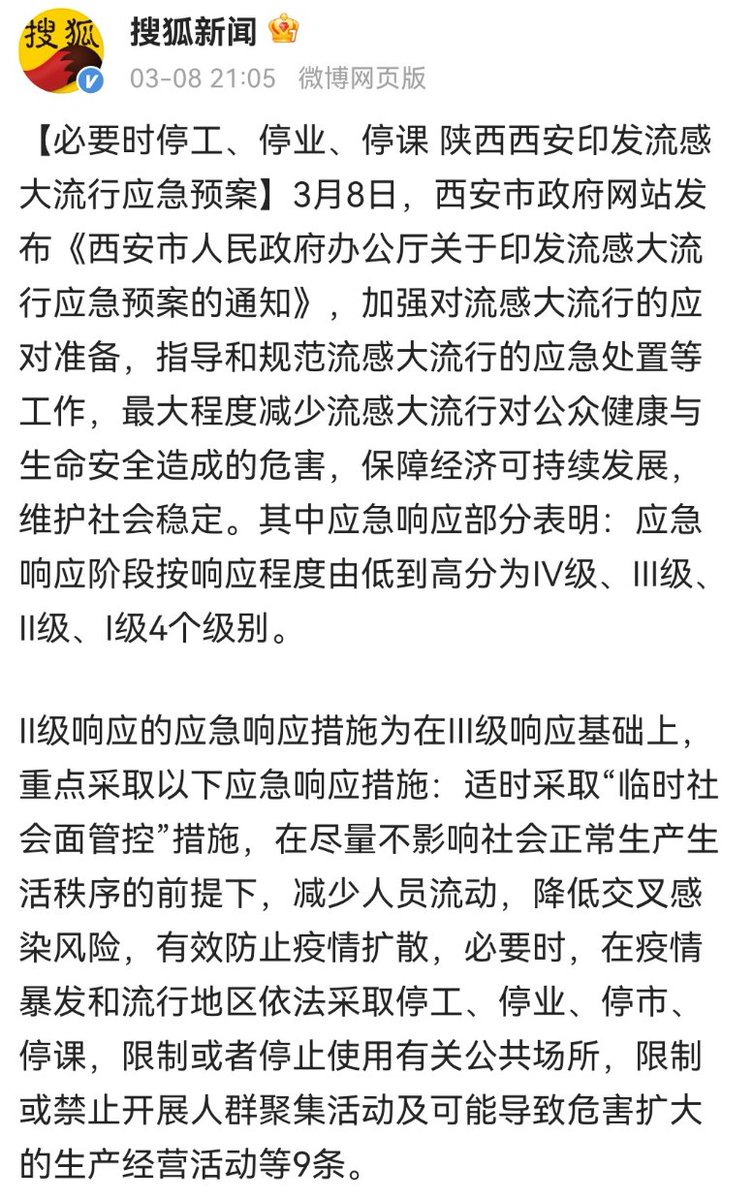 搜狐
搜狐新闻
03-08 21:05 微博网页版
【必要时停工、停业、停课 陕西西安印发流感
大流行应急预案】3月8日，西安市政府网站发
布《西安市人民政府办公厅关于印发流感大流
行应急预案的通知》，加强对流感大流行的应
对准备，指导和规范流感大流行的应急处置等
工作，最大程度减少流感大流行对公众健康与
生命安全造成的危害，保障经济可持续发展，
维护社会稳定。其中应急响应部分表明：应急
响应阶段按响应程度由低到高分为IV级、III级、
II级、I级4个级别。
II级响应的应急响应措施为在III级响应基础上，
重点采取以下应急响应措施：适时采取“临时社
会面管控”措施，在尽量不影响社会正常生产生
活秩序的前提下，减少人员流动，降低交叉感
染风险，有效防止疫情扩散，必要时，在疫情
暴发和流行地区依法采取停工、停业、停市、
停课，限制或者停止使用有关公共场所，限制
或禁止开展人群聚集活动及可能导致危害扩大
的生产经营活动等9条。